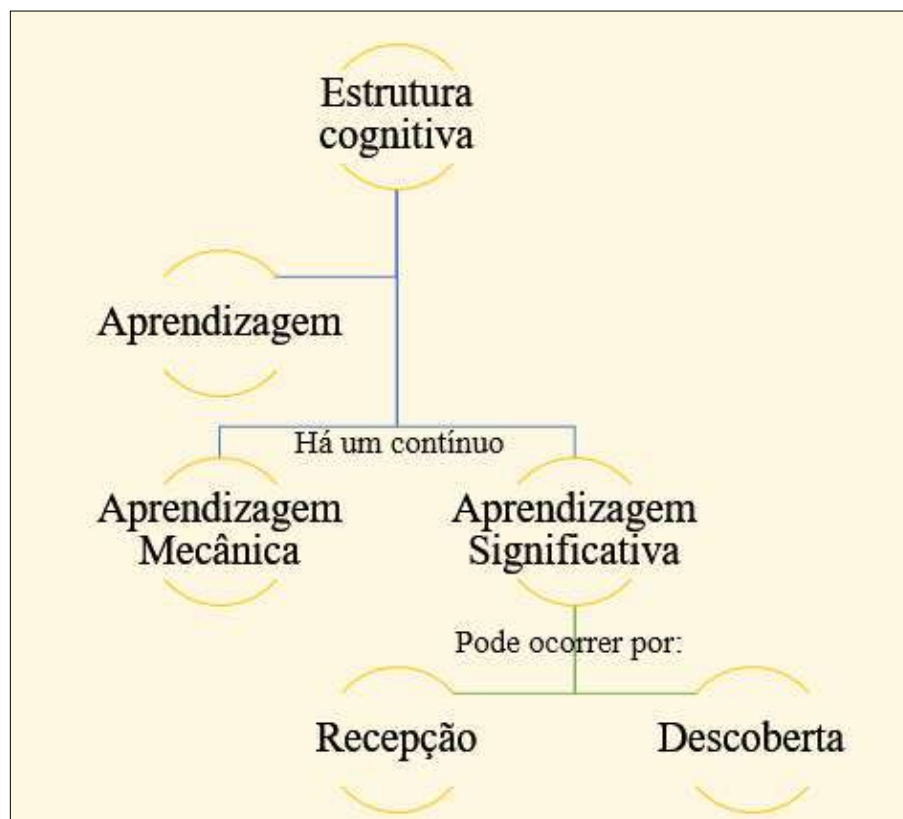 Estrutura
cognitiva
Aprendizagem
Há um contínuo
Aprendizagem
Mecânica
Aprendizagem
Significativa
Pode ocorrer por:
Recepção
Descoberta